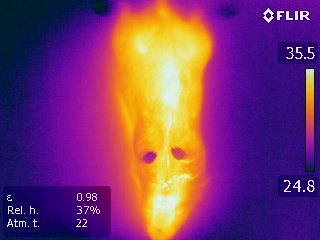 FLIR
35.5
24.8
ε 0.98
Rel. h. 37%
Atm. t. 22